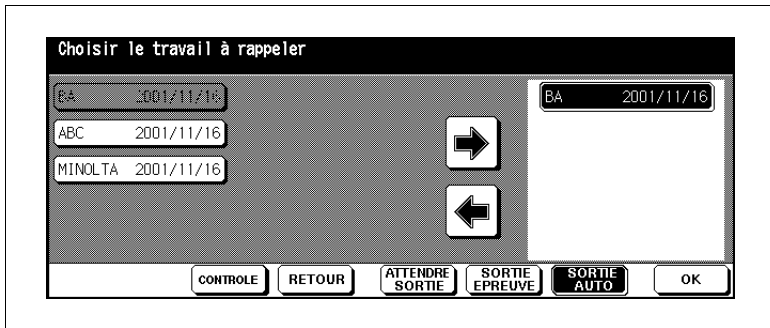 Choisir le travail à rappeler
BA 2001/11/16
BA 2001/11/16
ABC 2001/11/16
MINOLTA 2001/11/16
CONTROLE
RETOUR
ATTENDRE
SORTIE
SORTIE
EPREUVE
SORTIE
AUTO
OK